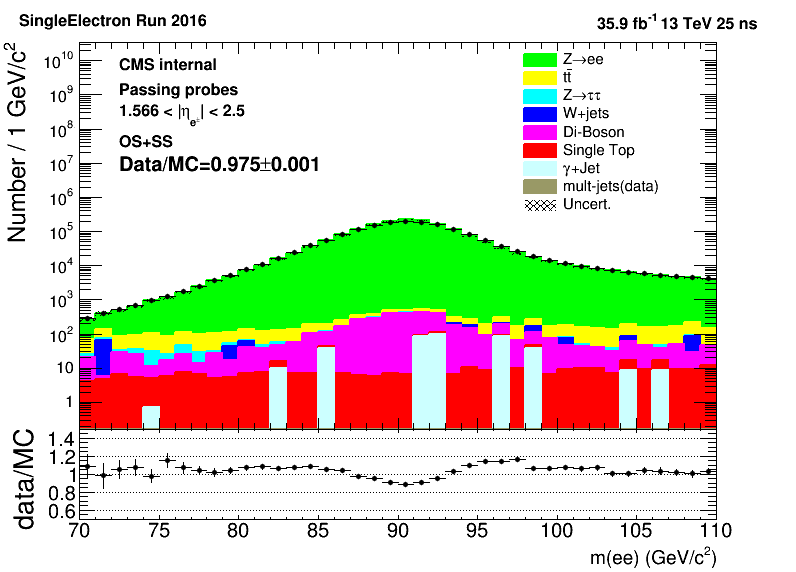 SingleElectron Run 2016
35.9 fb⁻¹ 13 TeV 25 ns
Number / 1 GeV/c²
10¹⁰
10⁹
10⁸
10⁷
10⁶
10⁵
10⁴
10³
10²
10
1
CMS internal
Passing probes
1.566 < |η_e±| < 2.5
OS+SS
Data/MC=0.975±0.001
Z→ee
tt̄
Z→ττ
W+jets
Di-Boson
Single Top
γ+Jet
mult-jets(data)
Uncert.
data/MC
1.4
1.2
1
0.8
0.6
70 75 80 85 90 95 100 105 110
m(ee) (GeV/c²)